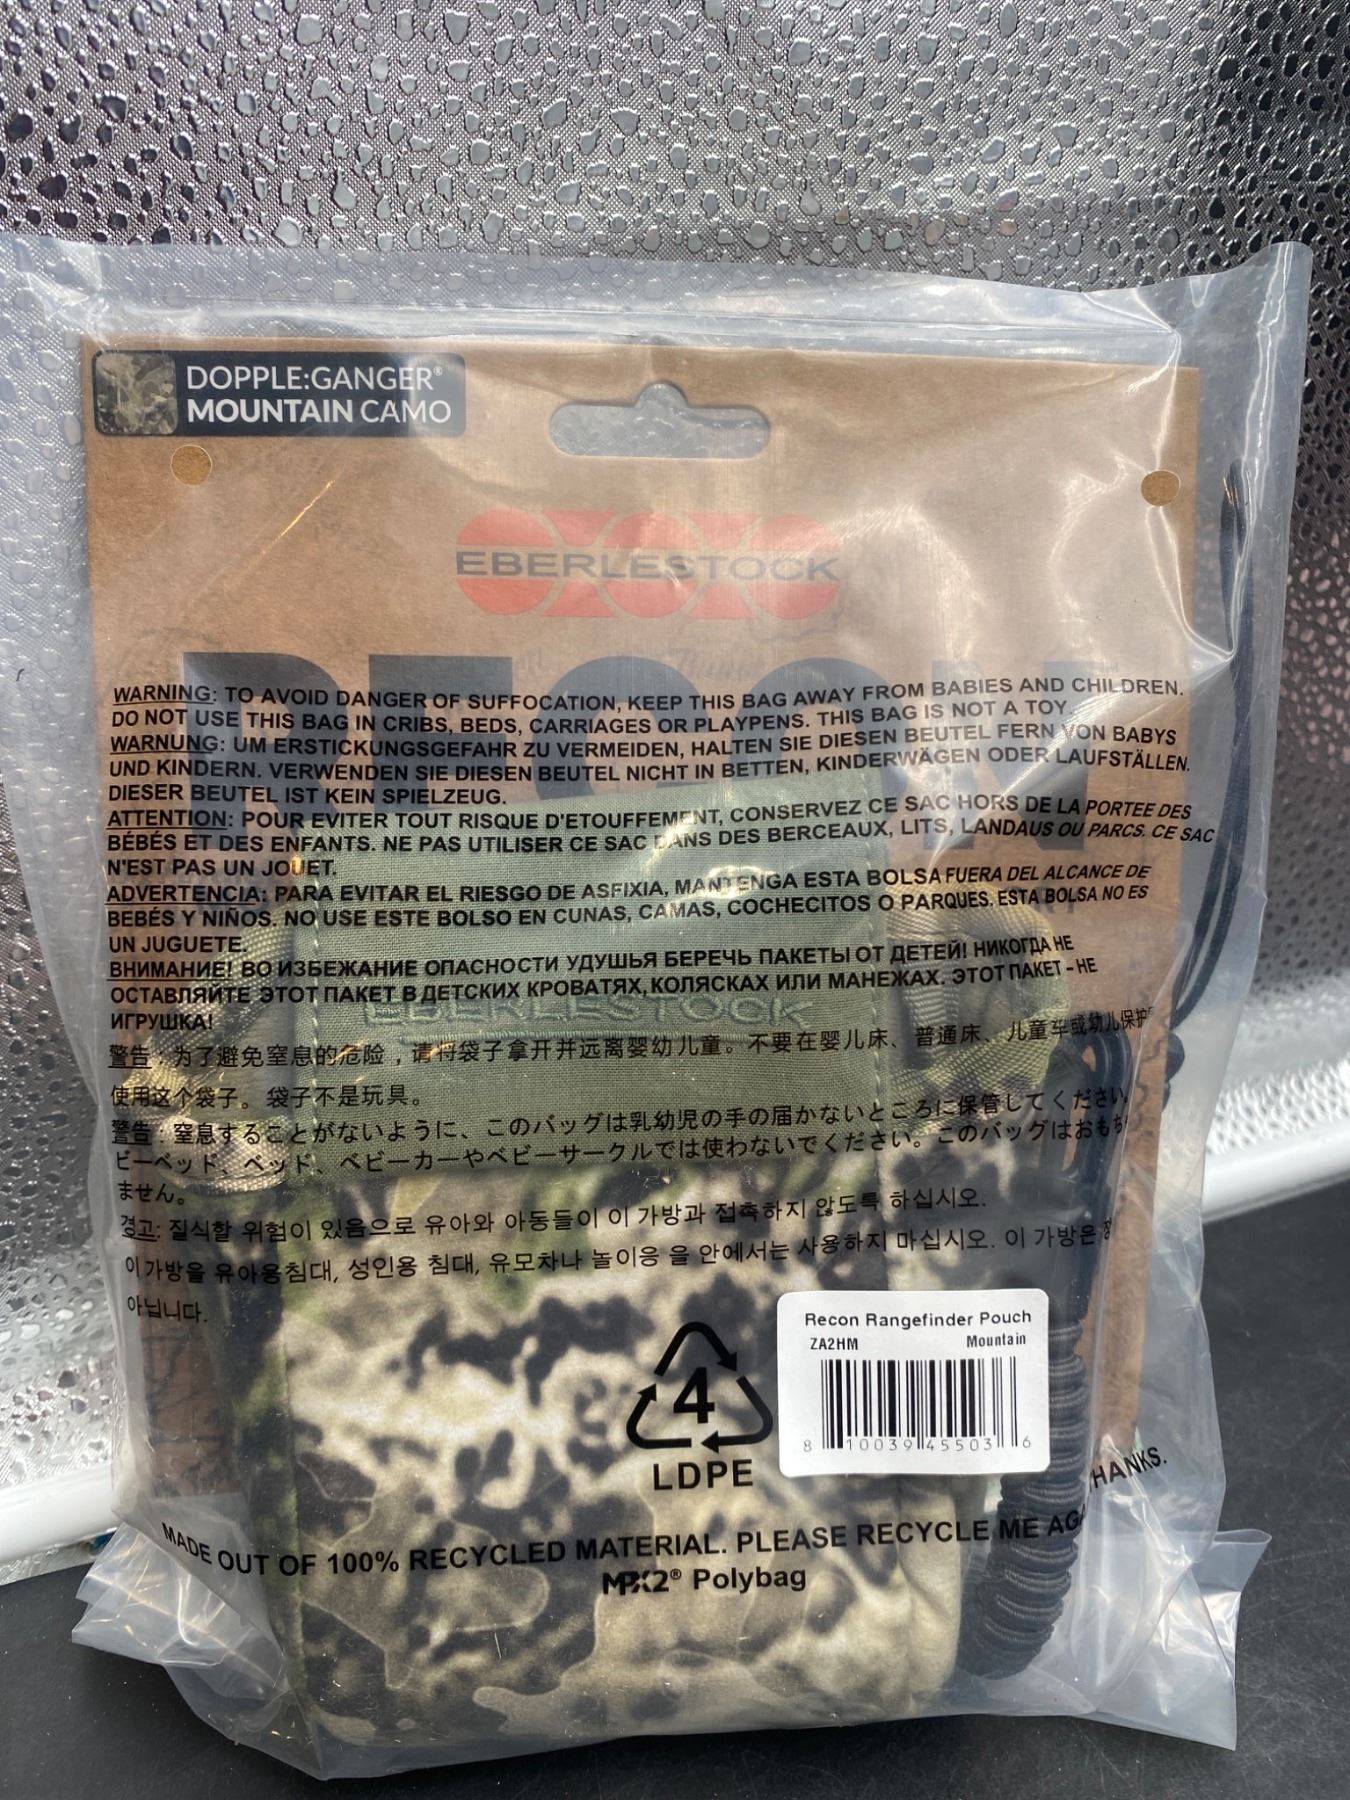 DOPPLE:GANGER®
MOUNTAIN CAMO
EBERLESTOCK
RECON
WARNING: TO AVOID DANGER OF SUFFOCATION, KEEP THIS BAG AWAY FROM BABIES AND CHILDREN.
DO NOT USE THIS BAG IN CRIBS, BEDS, CARRIAGES OR PLAYPENS. THIS BAG IS NOT A TOY.
WARNUNG: UM ERSTICKUNGSGEFAHR ZU VERMEIDEN, HALTEN SIE DIESEN BEUTEL FERN VON BABYS
UND KINDERN. VERWENDEN SIE DIESEN BEUTEL NICHT IN BETTEN, KINDERWÄGEN ODER LAUFSTÄLLEN.
DIESER BEUTEL IST KEIN SPIELZEUG.
ATTENTION: POUR EVITER TOUT RISQUE D'ETOUFFEMENT, CONSERVEZ CE SAC HORS DE LA PORTEE DES
BÉBÉS ET DES ENFANTS. NE PAS UTILISER CE SAC DANS DES BERCEAUX, LITS, LANDAUS OU PARCS. CE SAC
N'EST PAS UN JOUET.
ADVERTENCIA: PARA EVITAR EL RIESGO DE ASFIXIA, MANTENGA ESTA BOLSA FUERA DEL ALCANCE DE
BEBÉS Y NIÑOS. NO USE ESTE BOLSO EN CUNAS, CAMAS, COCHECITOS O PARQUES. ESTA BOLSA NO ES
UN JUGUETE.
ВНИМАНИЕ! ВО ИЗБЕЖАНИЕ ОПАСНОСТИ УДУШЬЯ БЕРЕЧЬ ПАКЕТЫ ОТ ДЕТЕЙ! НИКОГДА НЕ
ОСТАВЛЯЙТЕ ЭТОТ ПАКЕТ В ДЕТСКИХ КРОВАТЯХ, КОЛЯСКАХ ИЛИ МАНЕЖАХ. ЭТОТ ПАКЕТ – НЕ
ИГРУШКА!
EBERLESTOCK
警告：为了避免窒息的危险，请将袋子拿开并远离婴幼儿童。不要在婴儿床、普通床、儿童车或幼儿保护
使用这个袋子。袋子不是玩具。
警告：窒息することがないように、このバッグは乳幼児の手の届かないところに保管してください。
ビーベッド、ベッド、ベビーカーやベビーサークルでは使わないでください。このバッグはおもち
ません。
경고: 질식할 위험이 있음으로 유아와 아동들이 이 가방과 접촉하지 않도록 하십시오.
이 가방을 유아용침대, 성인용 침대, 유모차나 놀이응 을 안에서는 사용하지 마십시오. 이 가방은
아닙니다.
Recon Rangefinder Pouch
ZA2HM Mountain
8 10039 45503 6
4
LDPE
MADE OUT OF 100% RECYCLED MATERIAL. PLEASE RECYCLE ME THANKS.
® Polybag